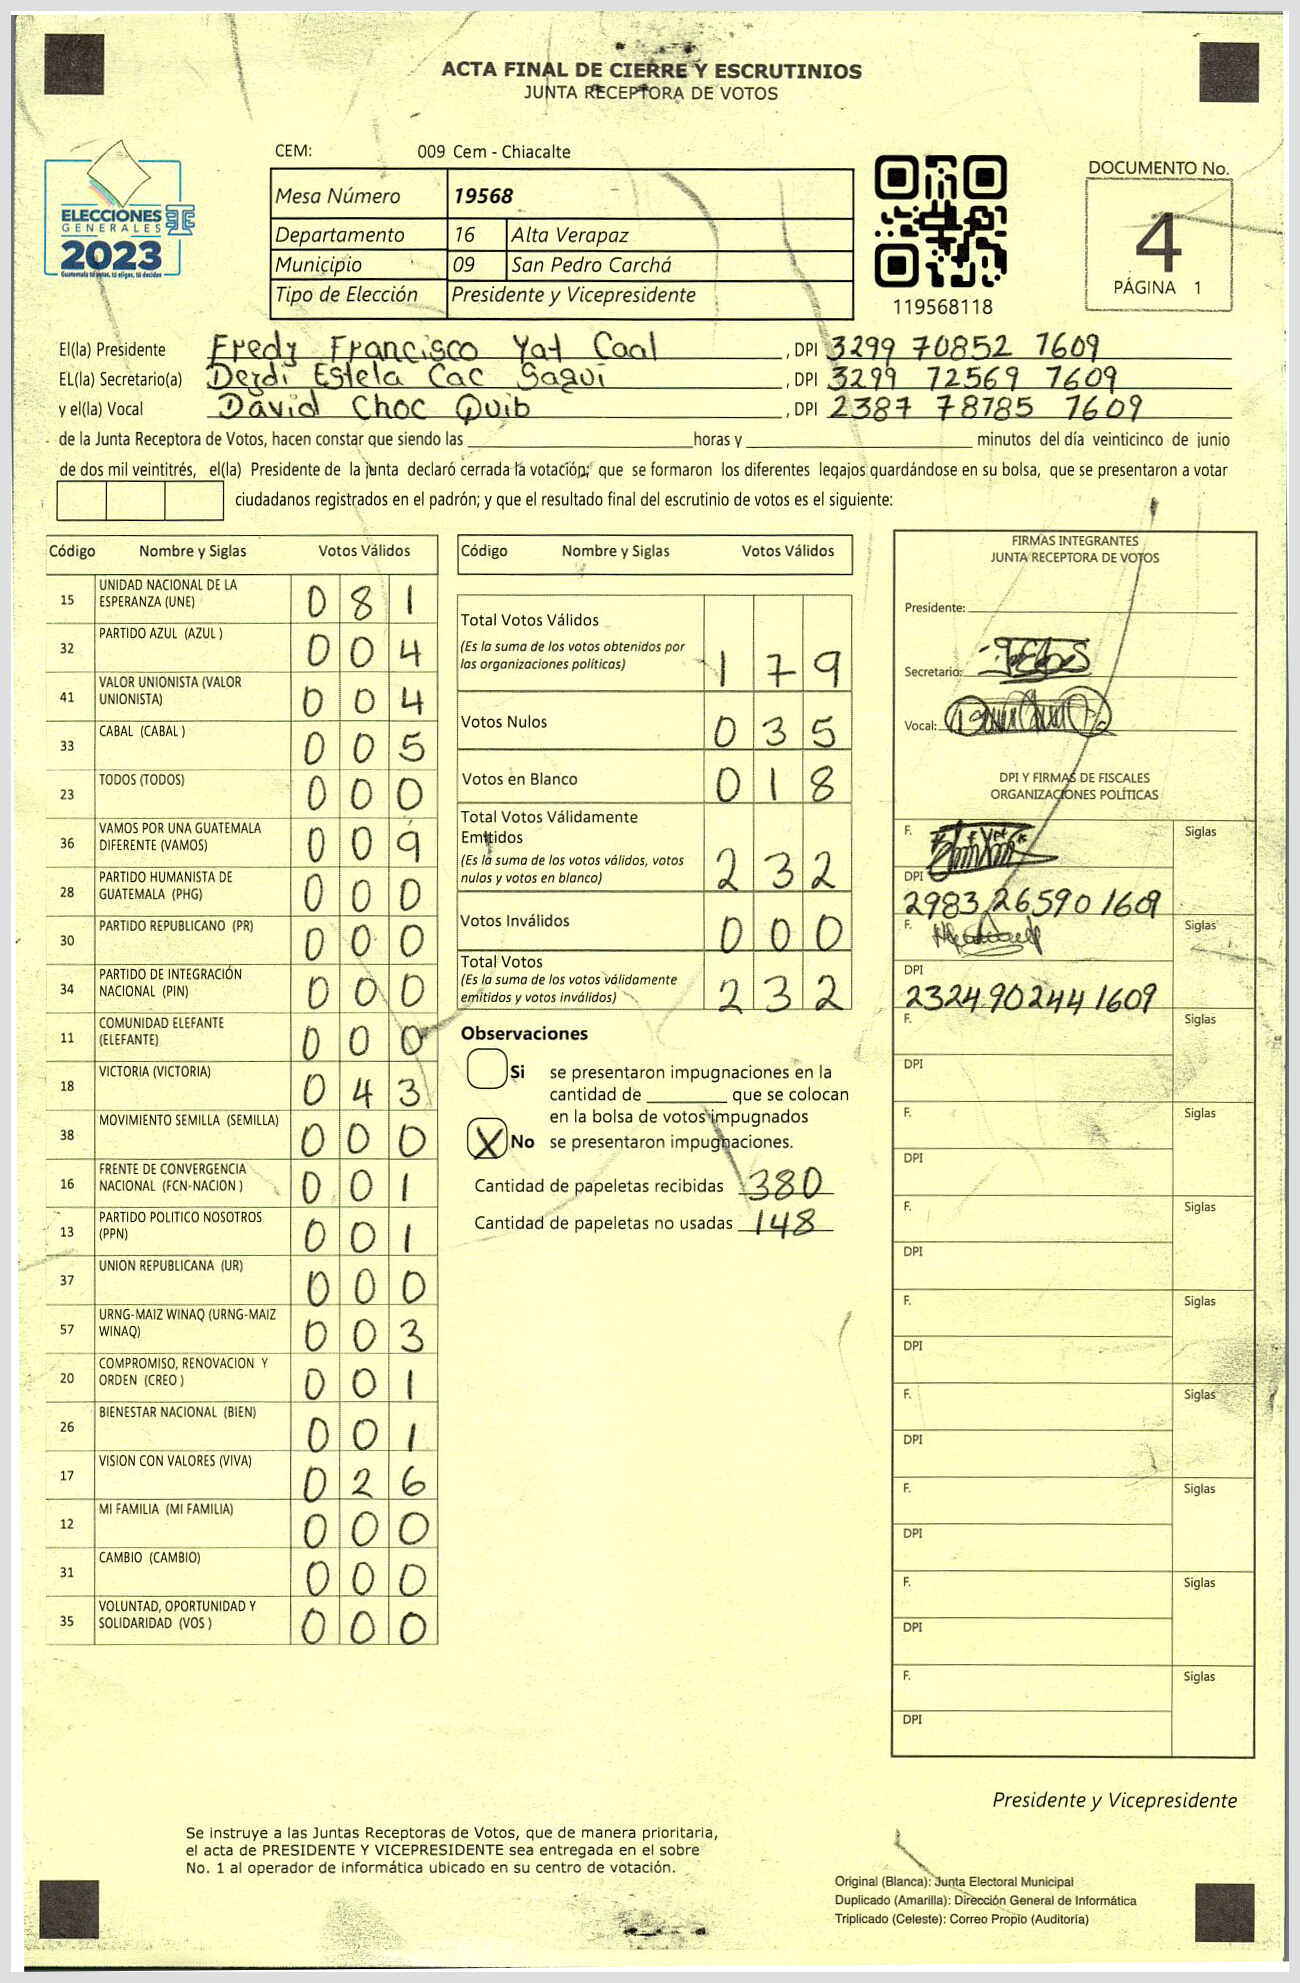 ACTA FINAL DE CIERRE Y ESCRUTINIOS
JUNTA RECEPTORA DE VOTOS
ELECCIONES
GENERALES
2023
Guatemala tú eres, tú eliges, tú decides
CEM: 009 Cem - Chiacalte
Mesa Número 19568
Departamento 16 Alta Verapaz
Municipio 09 San Pedro Carchá
Tipo de Elección Presidente y Vicepresidente
119568118
DOCUMENTO No.
4
PÁGINA 1
El(la) Presidente Fredy Francisco Yat Caal, DPI 3299 70852 1609
EL(la) Secretario(a) Deydi Estela Cac Saqui, DPI 3299 72569 1609
y el(la) Vocal David Choc Quib, DPI 2387 78785 1609
de la Junta Receptora de Votos, hacen constar que siendo las horas y minutos del día veinticinco de junio
de dos mil veintitrés, el(la) Presidente de la junta declaró cerrada la votación; que se formaron los diferentes legajos guardándose en su bolsa, que se presentaron a votar
ciudadanos registrados en el padrón; y que el resultado final del escrutinio de votos es el siguiente:
Código Nombre y Siglas Votos Válidos
15 UNIDAD NACIONAL DE LA ESPERANZA (UNE) 0 8 1
32 PARTIDO AZUL (AZUL ) 0 0 4
41 VALOR UNIONISTA (VALOR UNIONISTA) 0 0 4
33 CABAL (CABAL ) 0 0 5
23 TODOS (TODOS) 0 0 0
36 VAMOS POR UNA GUATEMALA DIFERENTE (VAMOS) 0 0 9
28 PARTIDO HUMANISTA DE GUATEMALA (PHG) 0 0 0
30 PARTIDO REPUBLICANO (PR) 0 0 0
34 PARTIDO DE INTEGRACIÓN NACIONAL (PIN) 0 0 0
11 COMUNIDAD ELEFANTE (ELEFANTE) 0 0 0
18 VICTORIA (VICTORIA) 0 4 3
38 MOVIMIENTO SEMILLA (SEMILLA) 0 0 0
16 FRENTE DE CONVERGENCIA NACIONAL (FCN-NACION ) 0 0 1
13 PARTIDO POLITICO NOSOTROS (PPN) 0 0 1
37 UNION REPUBLICANA (UR) 0 0 0
57 URNG-MAIZ WINAQ (URNG-MAIZ WINAQ) 0 0 3
20 COMPROMISO, RENOVACION Y ORDEN (CREO ) 0 0 1
26 BIENESTAR NACIONAL (BIEN) 0 0 1
17 VISION CON VALORES (VIVA) 0 2 6
12 MI FAMILIA (MI FAMILIA) 0 0 0
31 CAMBIO (CAMBIO) 0 0 0
35 VOLUNTAD, OPORTUNIDAD Y SOLIDARIDAD (VOS ) 0 0 0
Código Nombre y Siglas Votos Válidos
Total Votos Válidos 1 7 9
(Es la suma de los votos obtenidos por
las organizaciones políticas)
Votos Nulos 0 3 5
Votos en Blanco 0 1 8
Total Votos Válidamente
Emitidos 2 3 2
(Es la suma de los votos válidos, votos
nulos y votos en blanco)
Votos Inválidos 0 0 0
Total Votos 2 3 2
(Es la suma de los votos válidamente
emitidos y votos inválidos)
Observaciones
Si se presentaron impugnaciones en la
cantidad de que se colocan
en la bolsa de votos impugnados
X No se presentaron impugnaciones.
Cantidad de papeletas recibidas 380
Cantidad de papeletas no usadas 148
FIRMAS INTEGRANTES
JUNTA RECEPTORA DE VOTOS
Presidente:
Secretario:
Vocal:
DPI Y FIRMAS DE FISCALES
ORGANIZACIONES POLÍTICAS
F. Siglas
DPI
2983 26590 1609
F. Siglas
DPI
2324 90244 1609
F. Siglas
DPI
F. Siglas
DPI
F. Siglas
DPI
F. Siglas
DPI
F. Siglas
DPI
F. Siglas
DPI
F. Siglas
DPI
F. Siglas
DPI
Presidente y Vicepresidente
Se instruye a las Juntas Receptoras de Votos, que de manera prioritaria,
el acta de PRESIDENTE Y VICEPRESIDENTE sea entregada en el sobre
No. 1 al operador de informática ubicado en su centro de votación.
Original (Blanca): Junta Electoral Municipal
Duplicado (Amarilla): Dirección General de Informática
Triplicado (Celeste): Correo Propio (Auditoría)